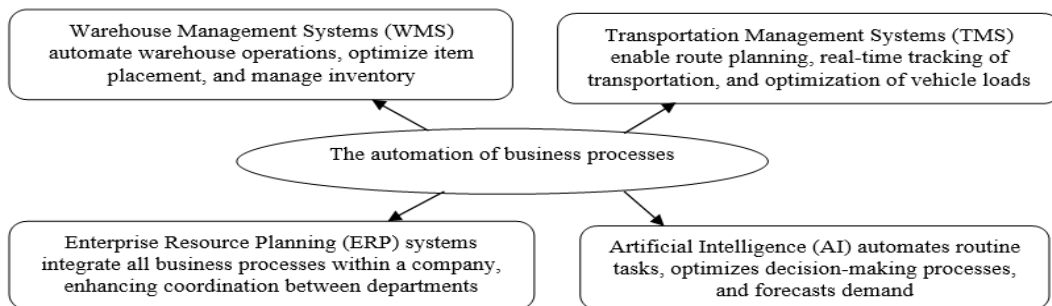 Warehouse Management Systems (WMS)
automate warehouse operations, optimize item
placement, and manage inventory
Transportation Management Systems (TMS)
enable route planning, real-time tracking of
transportation, and optimization of vehicle loads
The automation of business processes
Enterprise Resource Planning (ERP) systems
integrate all business processes within a company,
enhancing coordination between departments
Artificial Intelligence (AI) automates routine
tasks, optimizes decision-making processes,
and forecasts demand